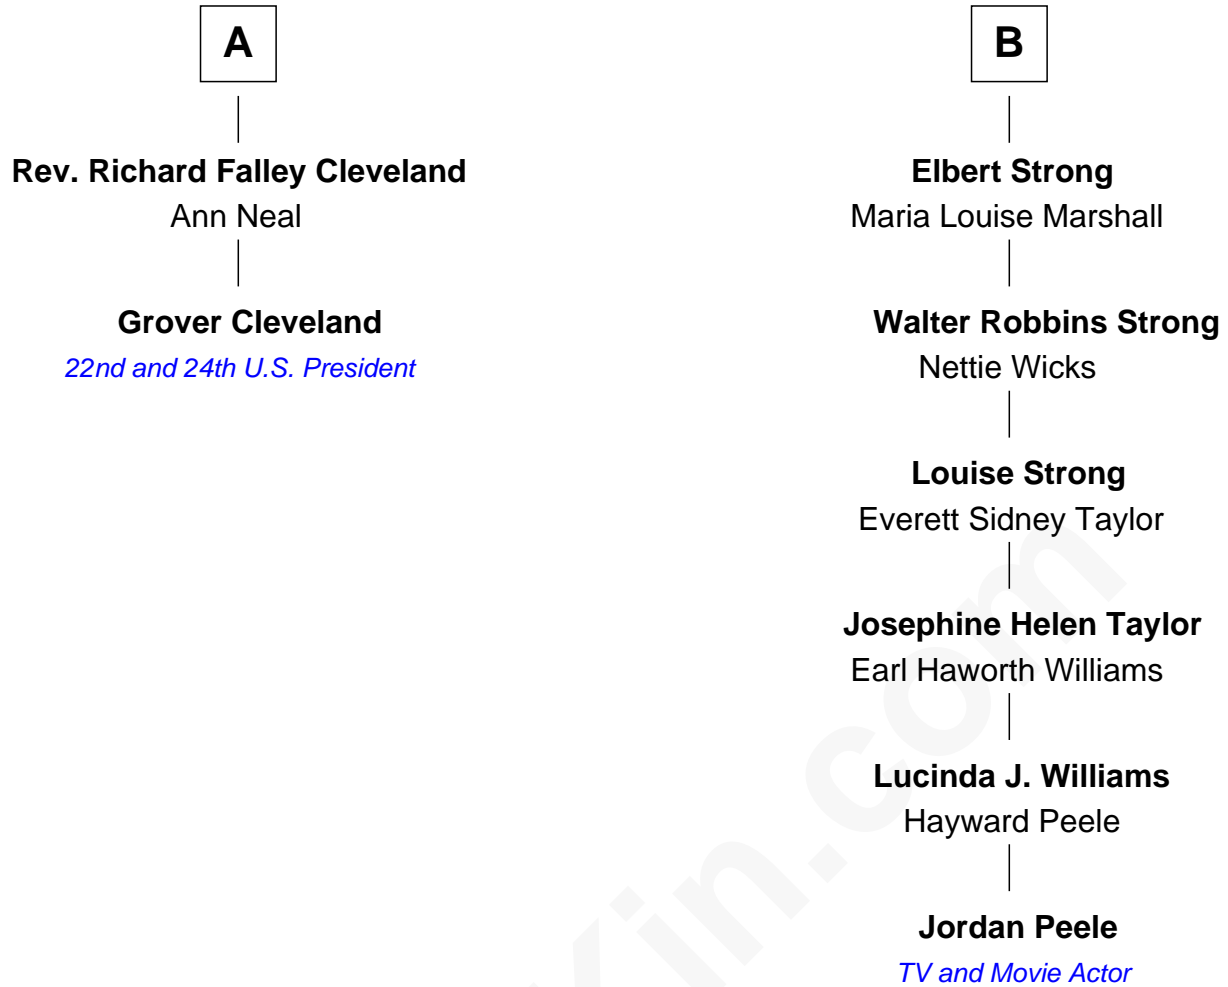 A
Rev. Richard Falley Cleveland
Ann Neal
Grover Cleveland
22nd and 24th U.S. President
B
Elbert Strong
Maria Louise Marshall
Walter Robbins Strong
Nettie Wicks
Louise Strong
Everett Sidney Taylor
Josephine Helen Taylor
Earl Haworth Williams
Lucinda J. Williams
Hayward Peele
Jordan Peele
TV and Movie Actor
Kin.com